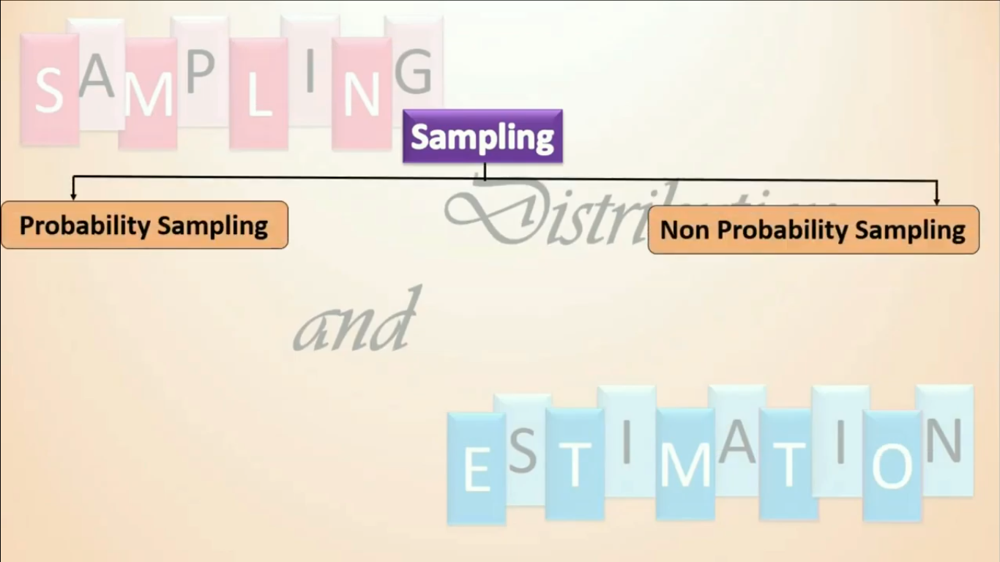 SAMPLING
Sampling
Probability Sampling
Non Probability Sampling
and
ESTIMATION